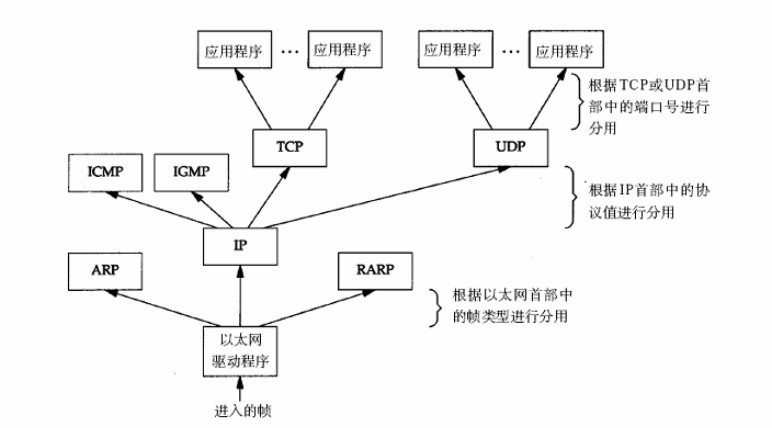 应用程序 … 应用程序 应用程序 … 应用程序
根据TCP或UDP首
部中的端口号进行
分用
TCP UDP
ICMP IGMP
根据IP首部中的协
议值进行分用
IP
ARP RARP
根据以太网首部中
的帧类型进行分用
以太网
驱动程序
进入的帧